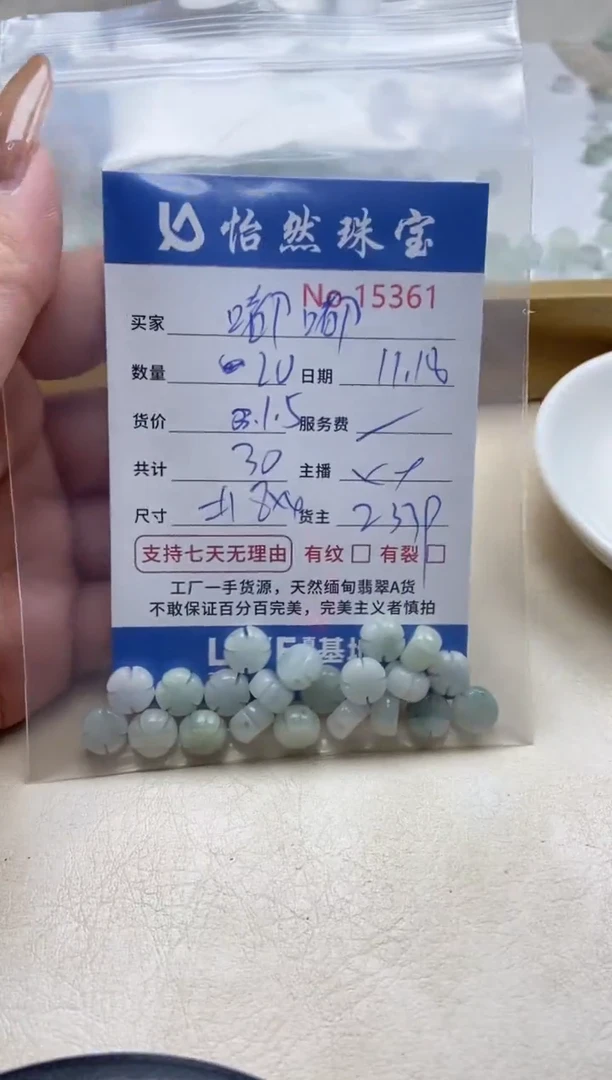 怡然珠宝
No 15361
买家 嘟嘟
数量 20 日期 11.18
货价 1.5 服务费 /
共计 30 主播
尺寸 8x4 货主 237P
支持七天无理由 有纹 □ 有裂 □
工厂一手货源，天然缅甸翡翠A货
不敢保证百分百完美，完美主义者慎拍